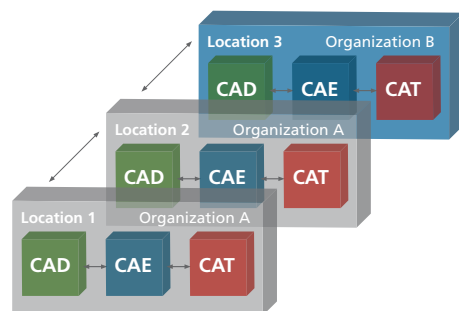 Location 3 Organization B
CAD CAE CAT
Location 2 Organization A
CAD CAE CAT
Location 1 Organization A
CAD CAE CAT